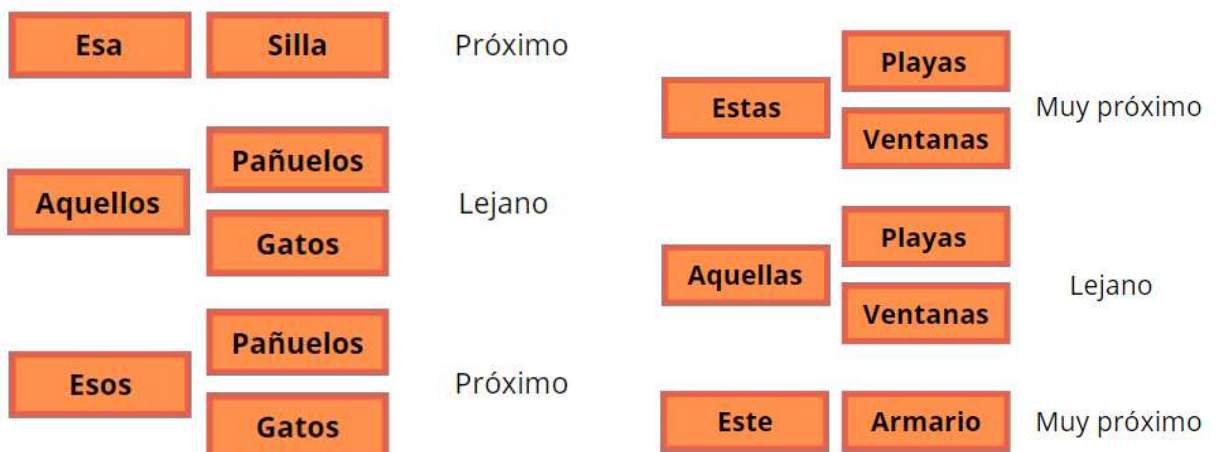 Esa Silla Próximo
Aquellos Pañuelos Gatos Lejano
Esos Pañuelos Gatos Próximo
Estas Playas Ventanas Muy próximo
Aquellas Playas Ventanas Lejano
Este Armario Muy próximo